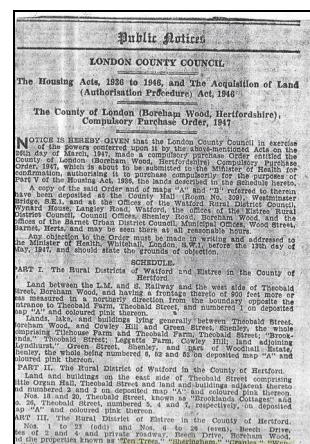 Public Notices
LONDON COUNTY COUNCIL
The Housing Acts, 1936 to 1946, and The Acquisition of Land
(Authorisation Procedure) Act, 1946
The County of London (Boreham Wood, Hertfordshire),
Compulsory Purchase Order, 1947
NOTICE IS HEREBY GIVEN that the London County Council in exercise
of the powers conferred upon it by the above-mentioned Acts on the
26th day of March, 1947, made a compulsory purchase Order entitled the
County of London (Boreham Wood, Hertfordshire) Compulsory Purchase
Order, 1947, which is about to be submitted to the Minister of Health for
confirmation, authorising it to purchase compulsorily for the purposes of
Part V of the Housing Act, 1936, the lands described in the Schedule hereto.
A copy of the said Order and of maps "A" and "B" referred to therein
have been deposited at the County Hall (Room No. 309), Westminster
Bridge, S.E.1, and at the Offices of the Watford Rural District Council,
Wynyard House, Langley Road, Watford, the offices of the Elstree Rural
District Council, Council Offices, Shenley Road, Boreham Wood, and the
offices of the Barnet Urban District Council, Municipal Offices, Wood Street,
Barnet, Herts, and may be seen there at all reasonable hours.
Any objection to the Order must be made in writing and addressed to
the Minister of Health, Whitehall, London, S.W.1, before the 13th day of
May, 1947, and should state the grounds of objection.
SCHEDULE.
PART I. The Rural Districts of Watford and Elstree in the County of
Hertford.
Land between the L.M. and S. Railway and the west side of Theobald
Street, Boreham Wood, and having a frontage thereto of 900 feet more or
less measured in a northerly direction from the boundary opposite the
entrance to Theobald Farm, Theobald Street, and numbered 1 on deposited
map "A" and coloured pink thereon.
Lands, laks, and buildings lying generally between Theobald Street,
Boreham Wood, and Cowley Hill and Green Street, Shenley, the whole
comprising Tilehouse Farm and Theobald Farm, Theobald Street; "Brook-
lands," Theobald Street; Leggatts Farm, Cowley Hill; land adjoining
"Lyndhurst," Green Street, Shenley, and part of Woodhall Estate,
Shenley, the whole being numbered 6, 52 and 53 on deposited map "A" and
coloured pink thereon.
PART II. The Rural District of Watford in the County of Hertford.
Land and buildings on the east side of Theobald Street comprising
Little Organ Hall, Theobald Street and land and buildings adjacent thereto
and numbered 2 and 3 on deposited map "A" and coloured pink thereon.
Nos. 18 and 20, Theobald Street, known as "Brooklands Cottages" and
No. 26, Theobald Street, numbered 5, 4 and 7, respectively, on deposited
map "A" and coloured pink thereon.
PART III. The Rural District of Elstree in the County of Hertford.
Nos. 1 to 23 (odd) and Nos. 6 to 26 (even), Beech Drive,
sites of 2 and 4 and private roadway, Beech Drive, Boreham Wood,
and the properties known as "Ten Trees,"